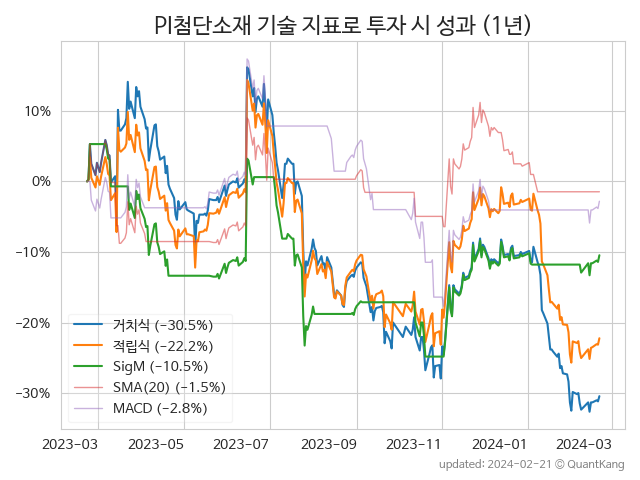 PI첨단소재 기술 지표로 투자 시 성과 (1년)
10%
0%
−10%
−20%
−30%
거치식 (−30.5%)
적립식 (−22.2%)
SigM (−10.5%)
SMA(20) (−1.5%)
MACD (−2.8%)
2023-03 2023-05 2023-07 2023-09 2023-11 2024-01 2024-03
updated: 2024-02-21 © QuantKang